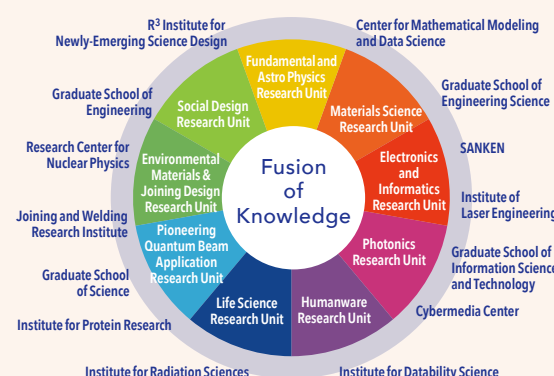 R³ Institute for
Newly-Emerging Science Design
Center for Mathematical Modeling
and Data Science
Graduate School of
Engineering Science
SANKEN
Institute of
Laser Engineering
Graduate School of
Information Science
and Technology
Cybermedia Center
Institute for Datability Science
Institute for Radiation Sciences
Institute for Protein Research
Graduate School
of Science
Joining and Welding
Research Institute
Research Center for
Nuclear Physics
Graduate School of
Engineering
Fundamental and
Astro Physics
Research Unit
Materials Science
Research Unit
Electronics
and
Informatics
Research Unit
Photonics
Research Unit
Humanware
Research Unit
Life Science
Research Unit
Pioneering
Quantum Beam
Application
Research Unit
Environmental
Materials &
Joining Design
Research Unit
Social Design
Research Unit
Fusion
of
Knowledge